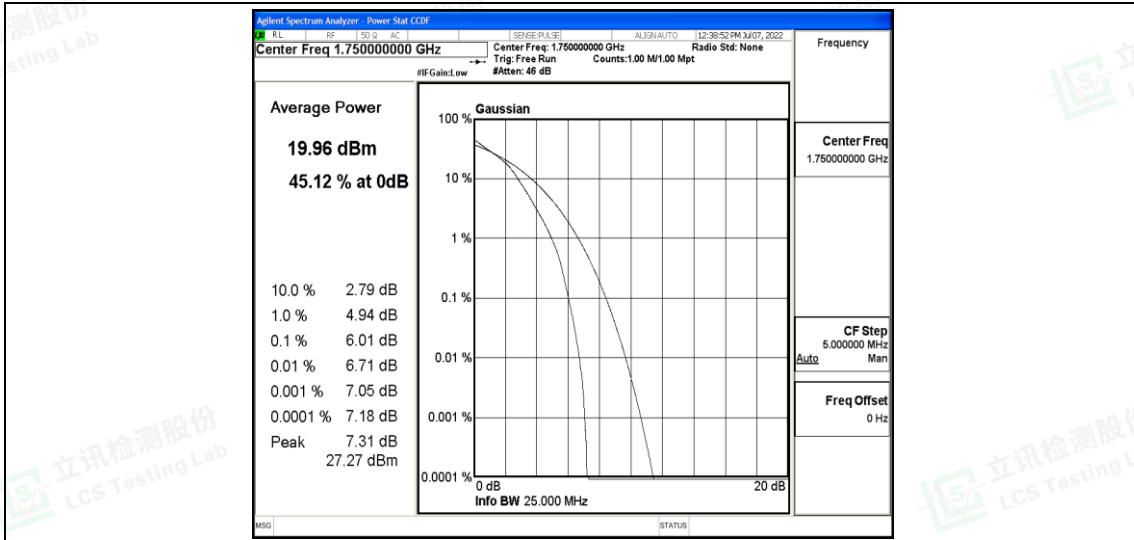 Agilent Spectrum Analyzer - Power Stat CCDF
RL RF 50 Ω AC SENSE:PULSE ALIGN AUTO 12:38:52 PM Jul 07, 2022
Center Freq 1.750000000 GHz
Center Freq: 1.750000000 GHz Radio Std: None
Trig: Free Run Counts:1.00 M/1.00 Mpt
#IFGain:Low #Atten: 46 dB
Frequency
Average Power
19.96 dBm
45.12 % at 0dB
10.0 % 2.79 dB
1.0 % 4.94 dB
0.1 % 6.01 dB
0.01 % 6.71 dB
0.001 % 7.05 dB
0.0001 % 7.18 dB
Peak 7.31 dB
27.27 dBm
Gaussian
100 %
10 %
1 %
0.1 %
0.01 %
0.001 %
0.0001 %
0 dB 20 dB
Info BW 25.000 MHz
Center Freq
1.750000000 GHz
CF Step
5.000000 MHz
Auto Man
Freq Offset
0 Hz
MSG STATUS
立讯检测股份
LCS Testing Lab
立讯检测股份
LCS Testing L